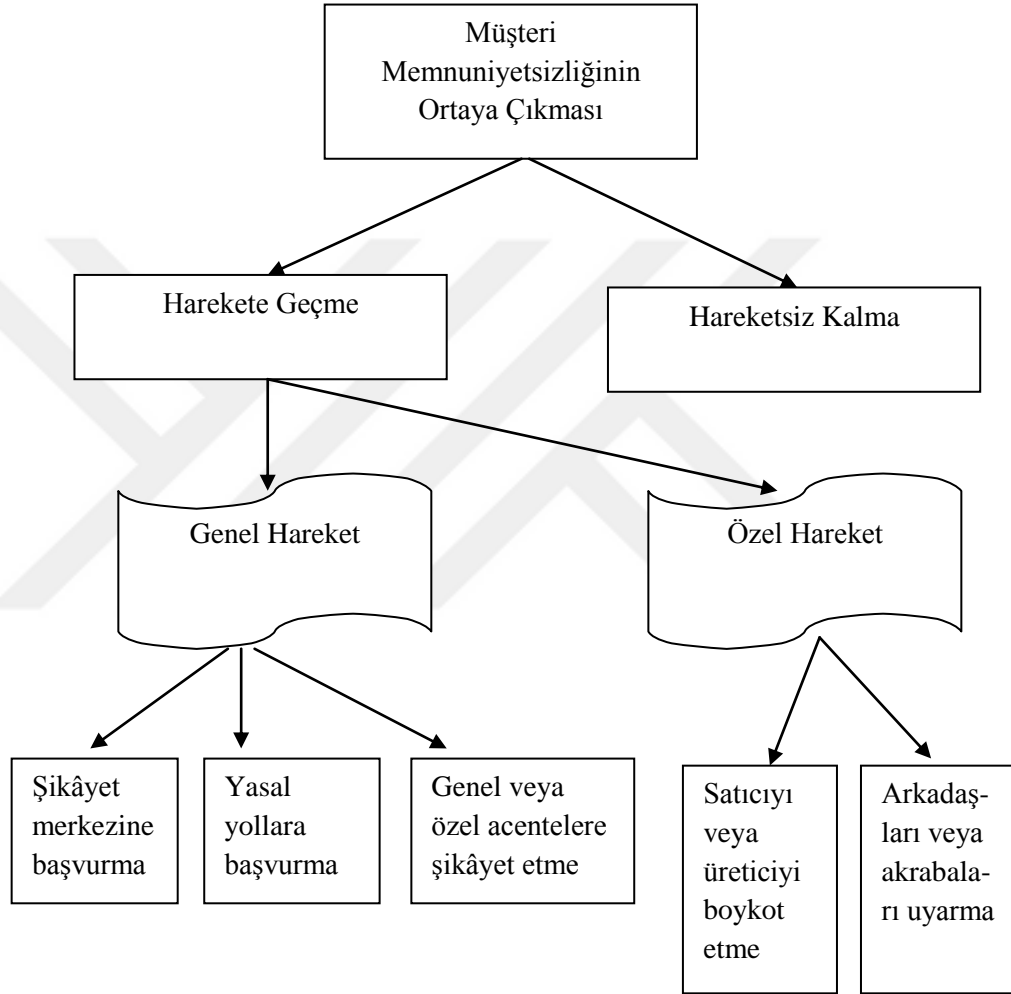 Müşteri
Memnuniyetsizliğinin
Ortaya Çıkması
Harekete Geçme
Hareketsiz Kalma
Genel Hareket
Özel Hareket
Şikâyet
merkezine
başvurma
Yasal
yollara
başvurma
Genel veya
özel acentelere
şikâyet etme
Satıcıyı
veya
üreticiyi
boykot
etme
Arkadaş-
ları veya
akrabala-
rı uyarma